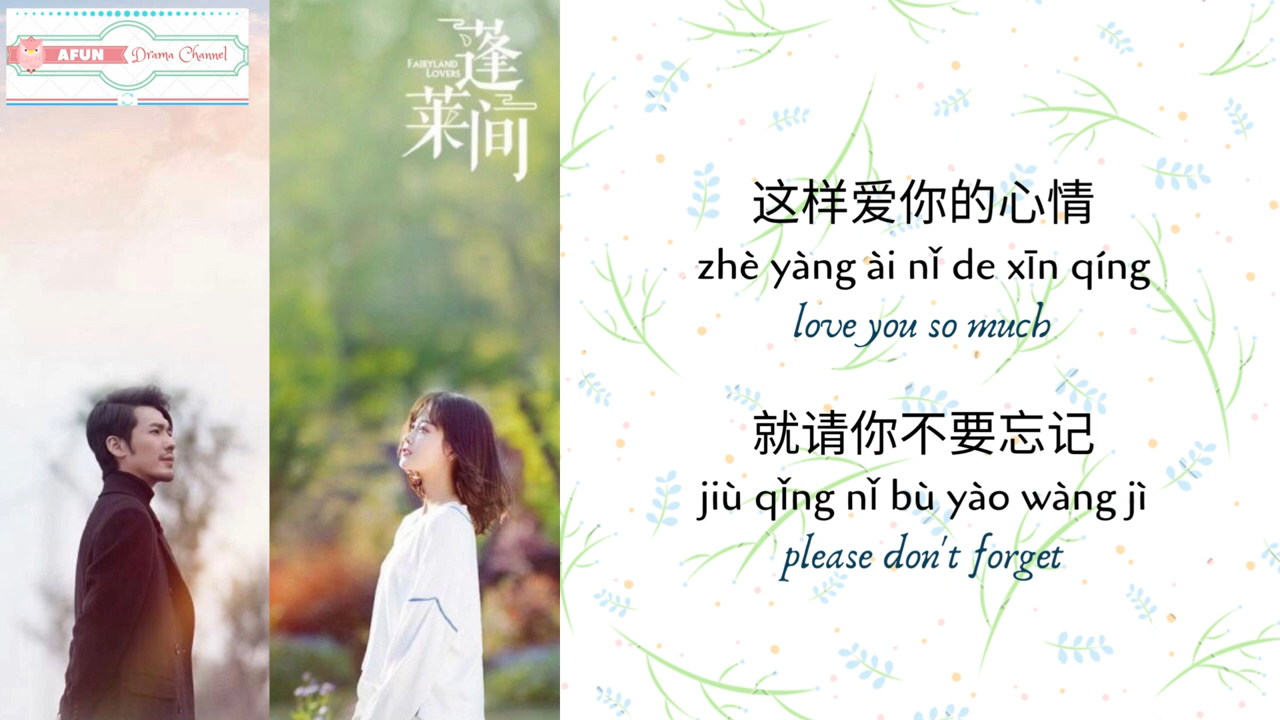 AFUN Drama Channel
FAIRYLAND
LOVERS
蓬
莱间
这样爱你的心情
zhè yàng ài nǐ de xīn qíng
love you so much
就请你不要忘记
jiù qǐng nǐ bù yào wàng jì
please don't forget